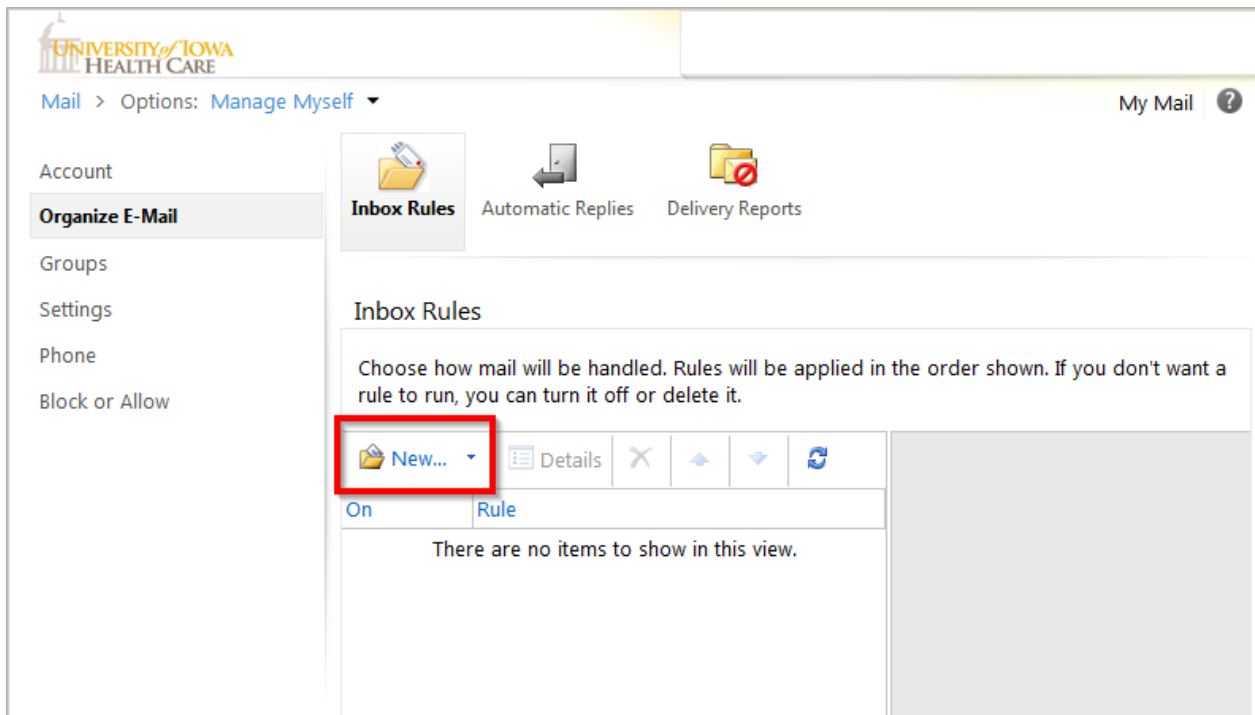 UNIVERSITY of IOWA
HEALTH CARE
Mail > Options: Manage Myself
My Mail
?
Account
Organize E-Mail
Groups
Settings
Phone
Block or Allow
Inbox Rules
Automatic Replies
Delivery Reports
Inbox Rules
Choose how mail will be handled. Rules will be applied in the order shown. If you don't want a
rule to run, you can turn it off or delete it.
New...
Details
On
Rule
There are no items to show in this view.